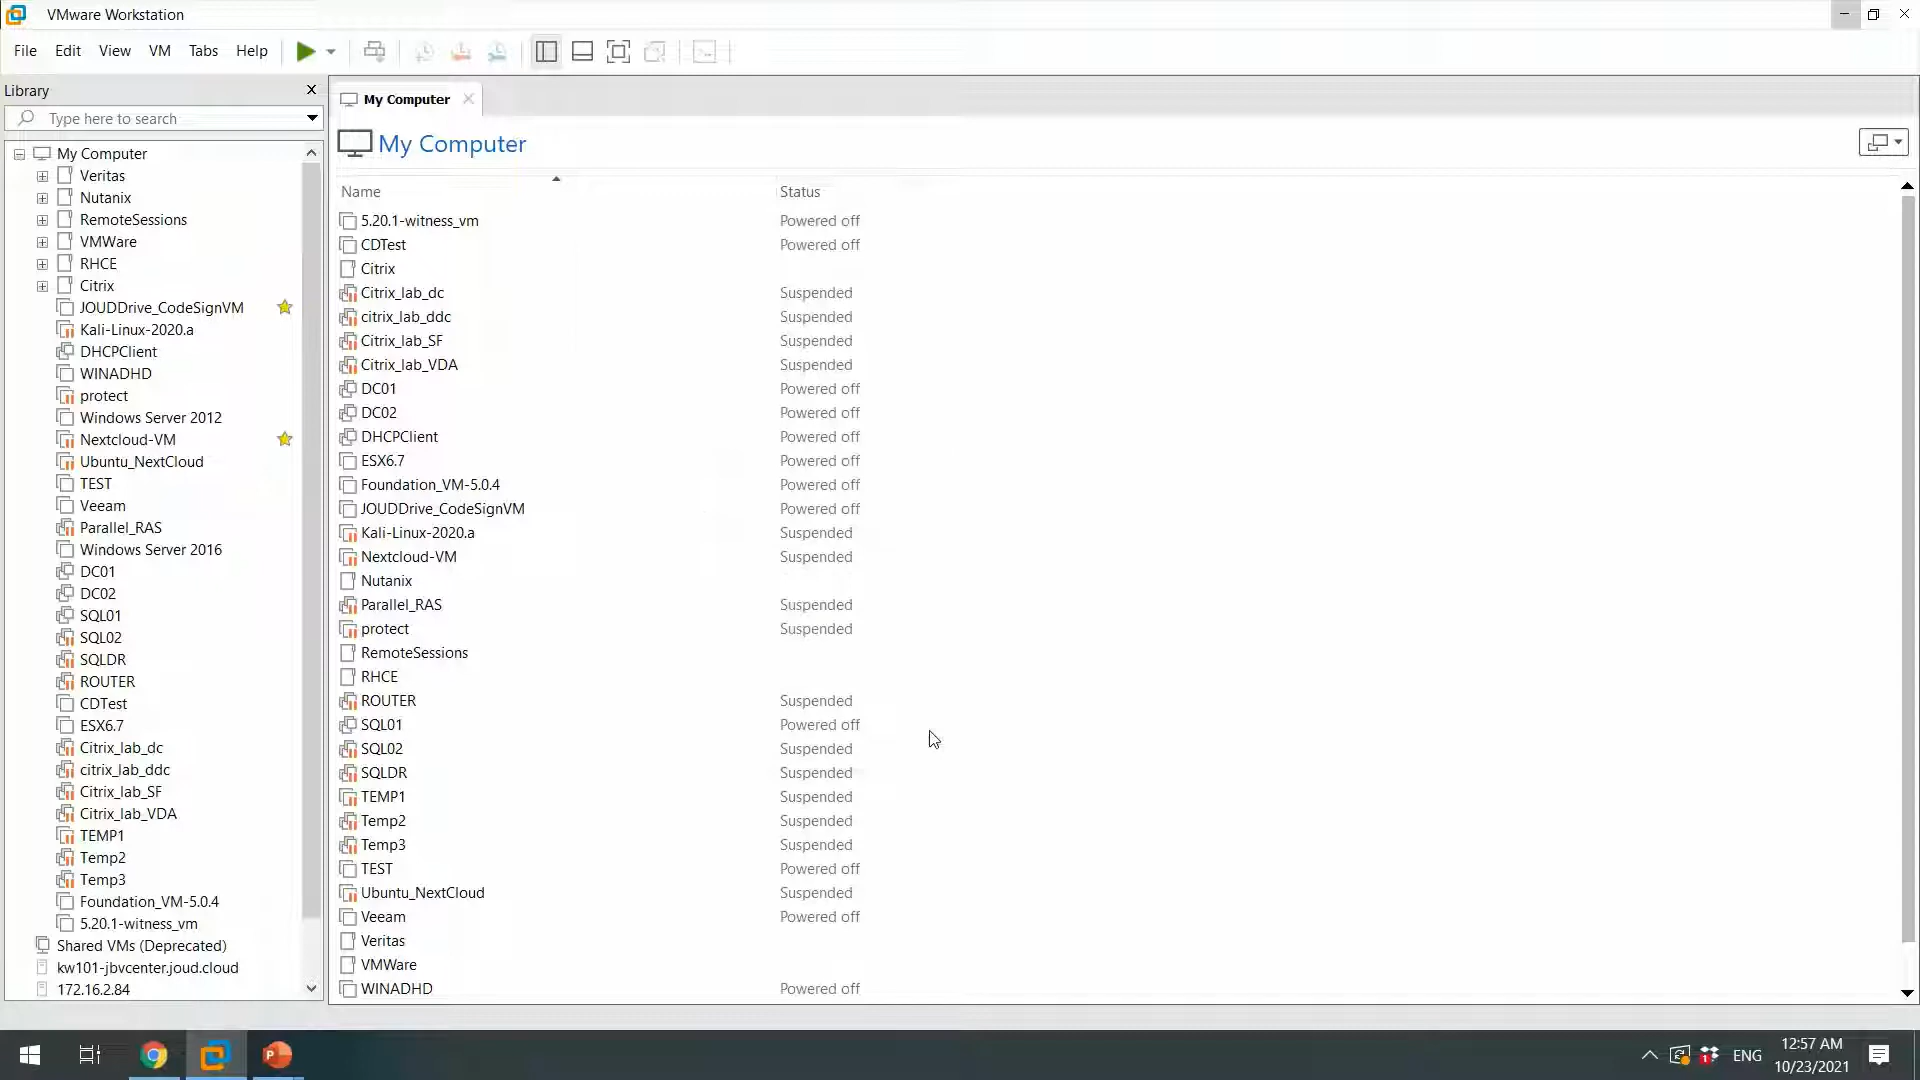 VMware Workstation
File Edit View VM Tabs Help
Library
Type here to search
My Computer
Veritas
Nutanix
RemoteSessions
VMWare
RHCE
Citrix
JOUDDrive_CodeSignVM
Kali-Linux-2020.a
DHCPClient
WINADHD
protect
Windows Server 2012
Nextcloud-VM
Ubuntu_NextCloud
TEST
Veeam
Parallel_RAS
Windows Server 2016
DC01
DC02
SQL01
SQL02
SQLDR
ROUTER
CDTest
ESX6.7
Citrix_lab_dc
citrix_lab_ddc
Citrix_lab_SF
Citrix_lab_VDA
TEMP1
Temp2
Temp3
Foundation_VM-5.0.4
5.20.1-witness_vm
Shared VMs (Deprecated)
kw101-jbvcenter.joud.cloud
172.16.2.84
My Computer
My Computer
Name Status
5.20.1-witness_vm Powered off
CDTest Powered off
Citrix
Citrix_lab_dc Suspended
citrix_lab_ddc Suspended
Citrix_lab_SF Suspended
Citrix_lab_VDA Suspended
DC01 Powered off
DC02 Powered off
DHCPClient Powered off
ESX6.7 Powered off
Foundation_VM-5.0.4 Powered off
JOUDDrive_CodeSignVM Powered off
Kali-Linux-2020.a Suspended
Nextcloud-VM Suspended
Nutanix
Parallel_RAS Suspended
protect Suspended
RemoteSessions
RHCE
ROUTER Suspended
SQL01 Powered off
SQL02 Suspended
SQLDR Suspended
TEMP1 Suspended
Temp2 Suspended
Temp3 Suspended
TEST Powered off
Ubuntu_NextCloud Suspended
Veeam Powered off
Veritas
VMWare
WINADHD Powered off
ENG
12:57 AM
10/23/2021